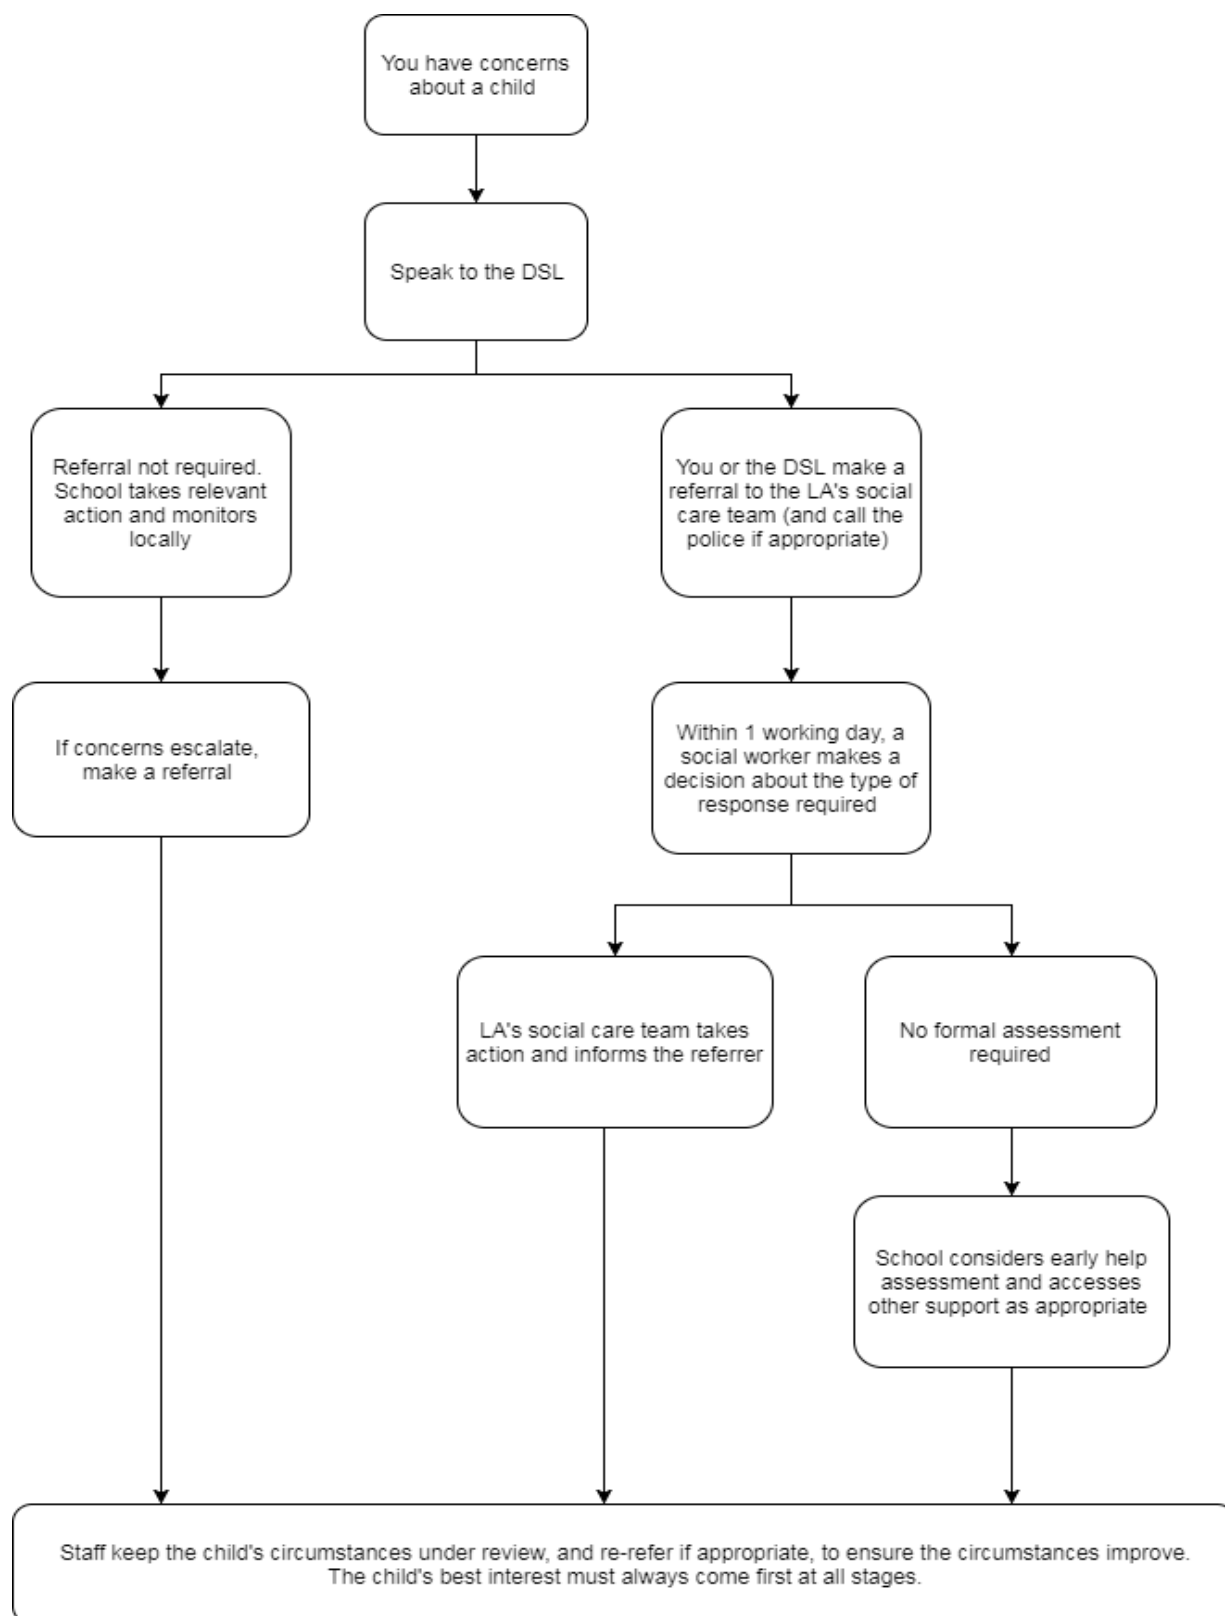 You have concerns
about a child
Speak to the DSL
Referral not required.
School takes relevant
action and monitors
locally
You or the DSL make a
referral to the LA's social
care team (and call the
police if appropriate)
If concerns escalate,
make a referral
Within 1 working day, a
social worker makes a
decision about the type of
response required
LA's social care team takes
action and informs the referrer
No formal assessment
required
School considers early help
assessment and accesses
other support as appropriate
Staff keep the child's circumstances under review, and re-refer if appropriate, to ensure the circumstances improve.
The child's best interest must always come first at all stages.